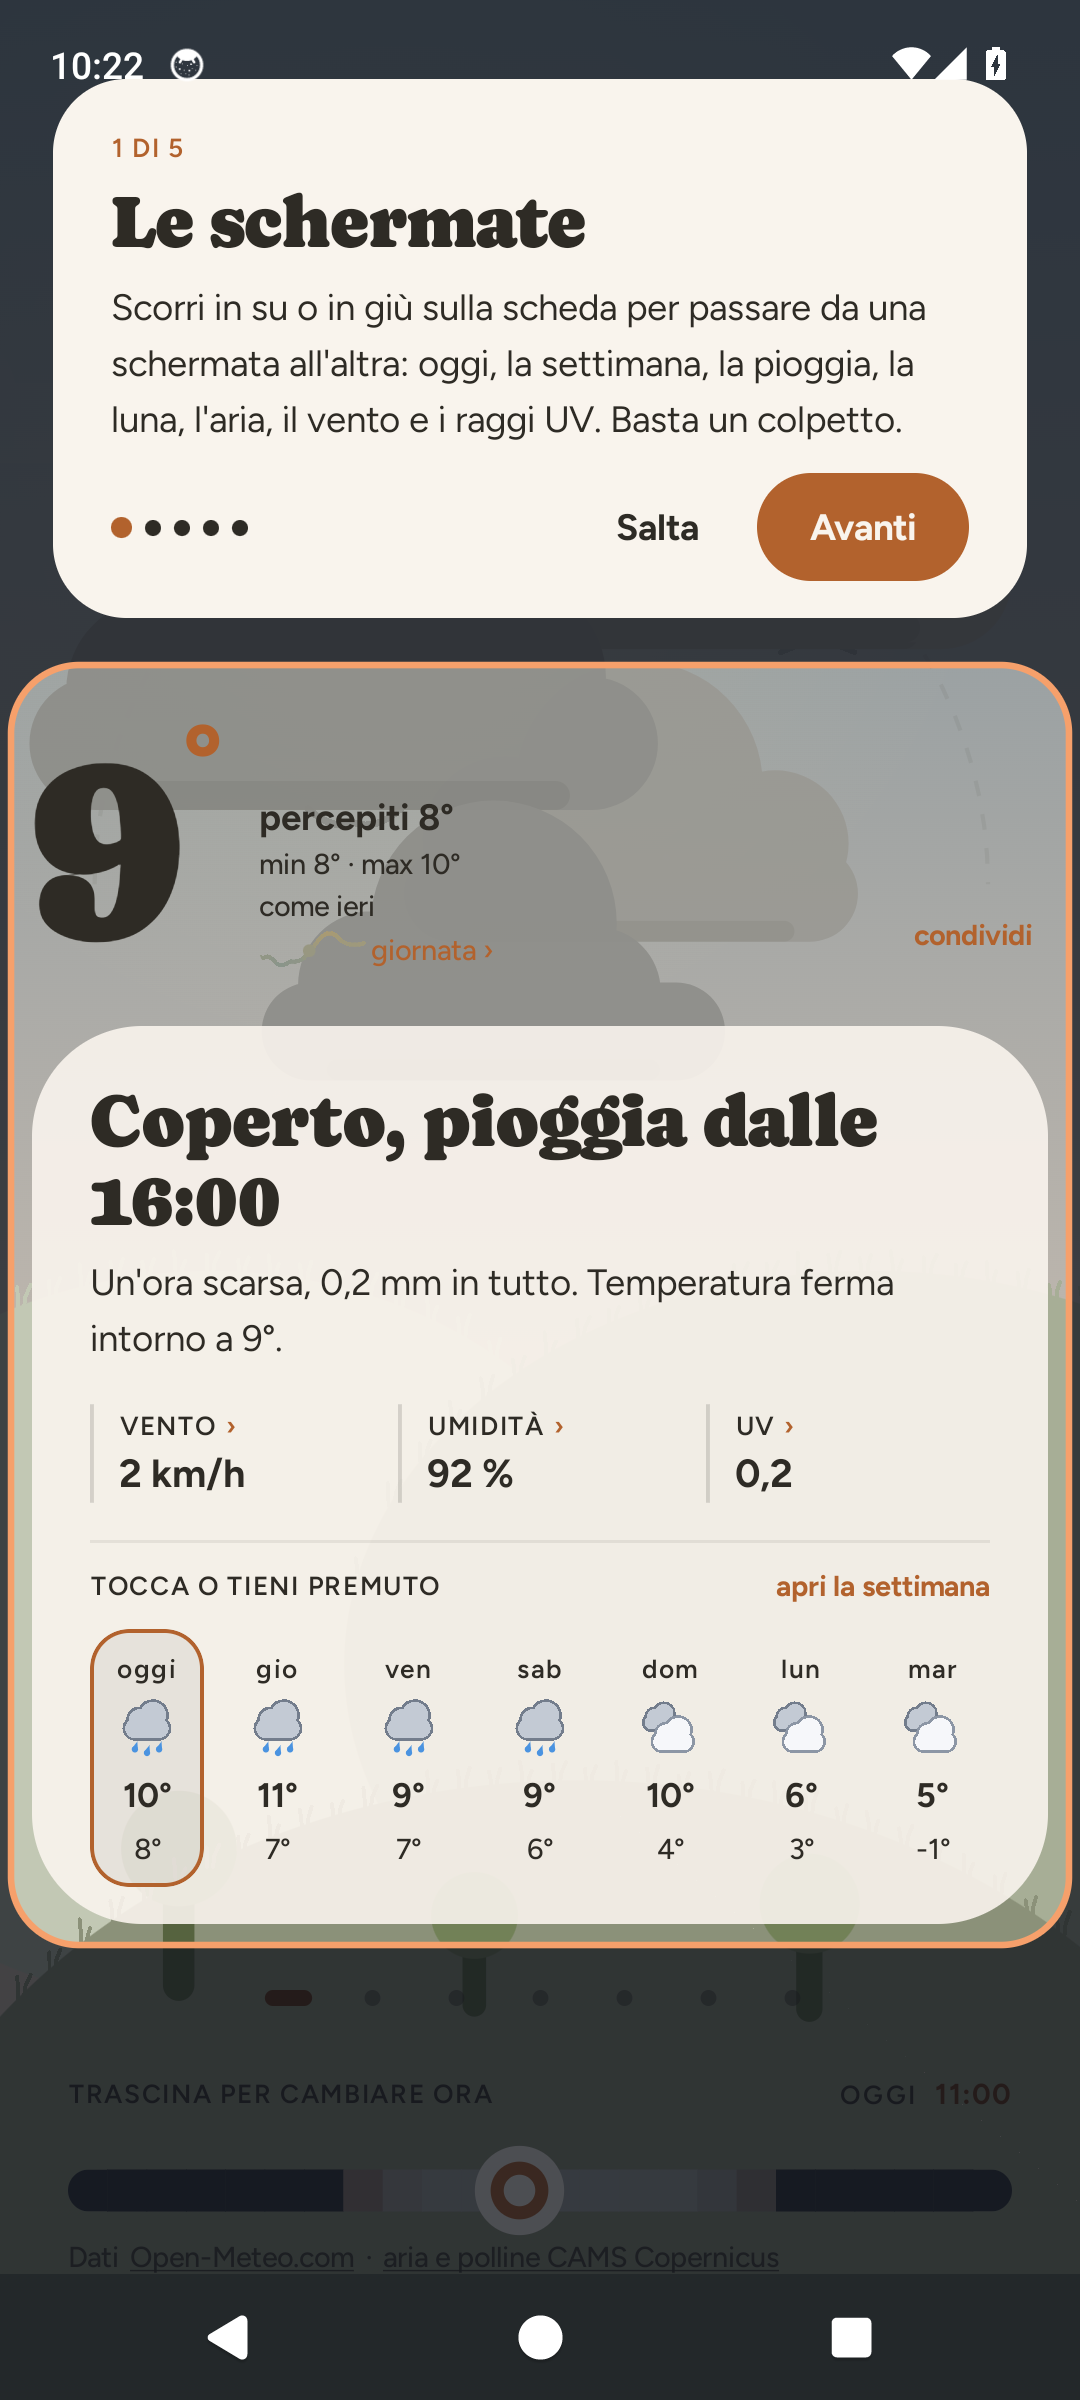 10:22
1 DI 5
Le schermate
Scorri in su o in giù sulla scheda per passare da una
schermata all'altra: oggi, la settimana, la pioggia, la
luna, l'aria, il vento e i raggi UV. Basta un colpetto.
Salta
Avanti
9°
percepiti 8°
min 8° · max 10°
come ieri
giornata ›
condividi
Coperto, pioggia dalle
16:00
Un'ora scarsa, 0,2 mm in tutto. Temperatura ferma
intorno a 9°.
VENTO › UMIDITÀ › UV ›
2 km/h 92 % 0,2
TOCCA O TIENI PREMUTO apri la settimana
oggi gio ven sab dom lun mar
10° 11° 9° 9° 10° 6° 5°
8° 7° 7° 6° 4° 3° -1°
TRASCINA PER CAMBIARE ORA OGGI 11:00
Dati Open-Meteo.com · aria e polline CAMS Copernicus